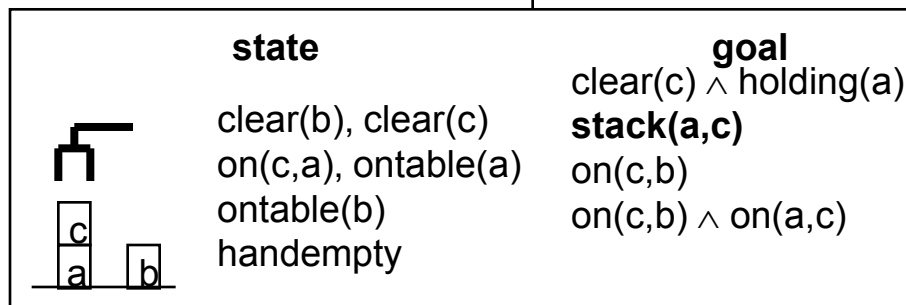 state
clear(b), clear(c)
on(c,a), ontable(a)
ontable(b)
handempty
c
a b
goal
clear(c) ∧ holding(a)
stack(a,c)
on(c,b)
on(c,b) ∧ on(a,c)